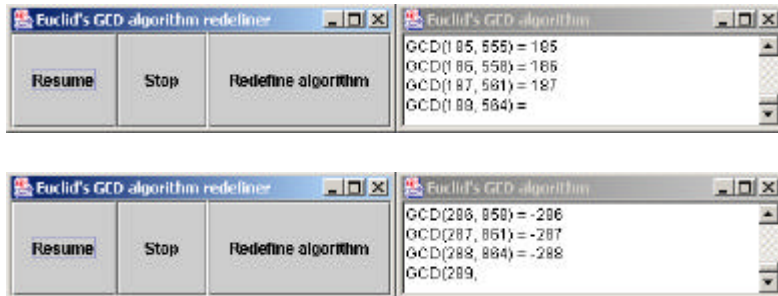 Euclid's GCD algorithm redefiner
Resume Stop Redefine algorithm
Euclid's GCD algorithm
GCD(185, 555) = 185
GCD(186, 558) = 186
GCD(187, 561) = 187
GCD(188, 564) =
Euclid's GCD algorithm redefiner
Resume Stop Redefine algorithm
Euclid's GCD algorithm
GCD(286, 858) = -286
GCD(287, 861) = -287
GCD(288, 864) = -288
GCD(289,